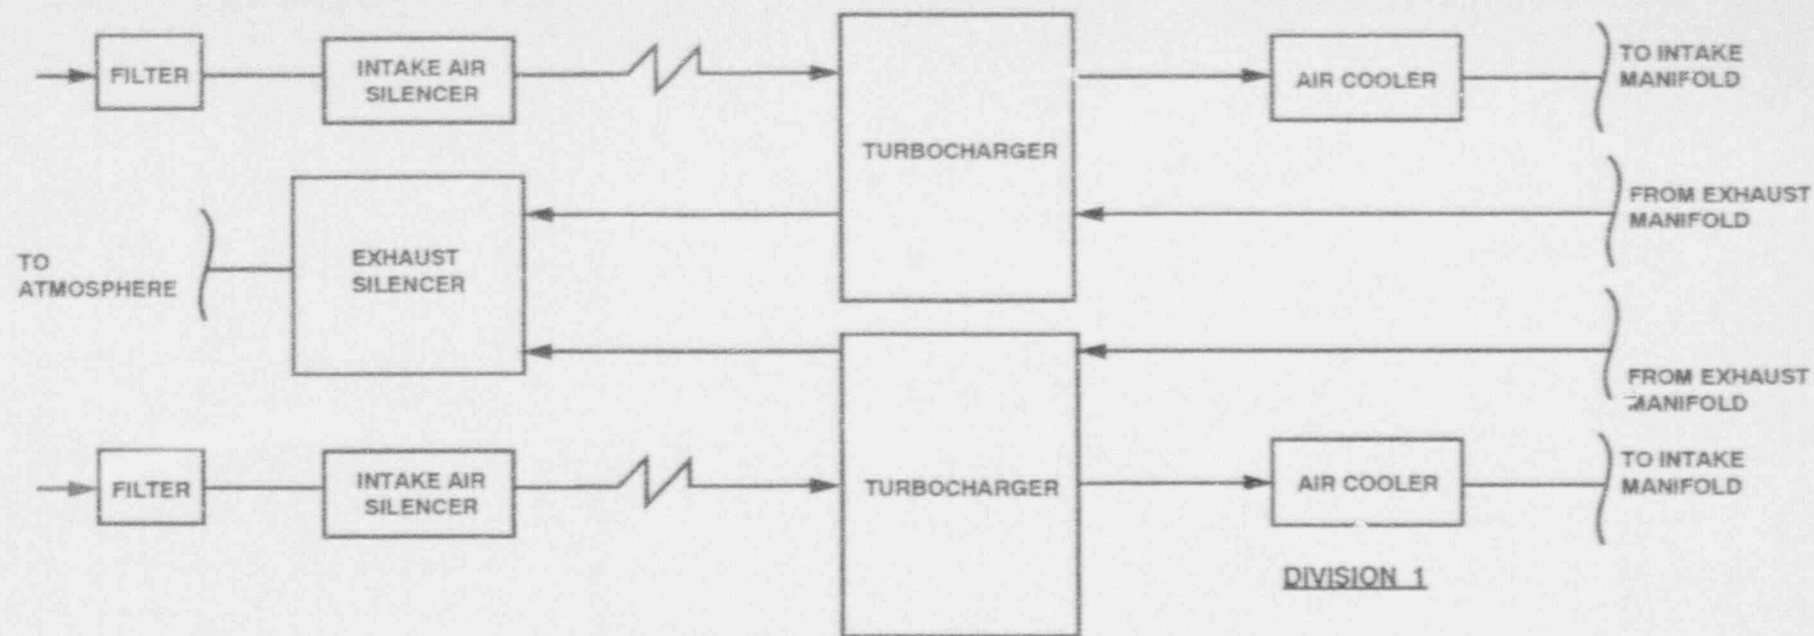 FILTER
INTAKE AIR
SILENCER
TURBOCHARGER
AIR COOLER
TO INTAKE
MANIFOLD
FROM EXHAUST
MANIFOLD
TO
ATMOSPHERE
EXHAUST
SILENCER
FROM EXHAUST
MANIFOLD
FILTER
INTAKE AIR
SILENCER
TURBOCHARGER
AIR COOLER
TO INTAKE
MANIFOLD
DIVISION 1